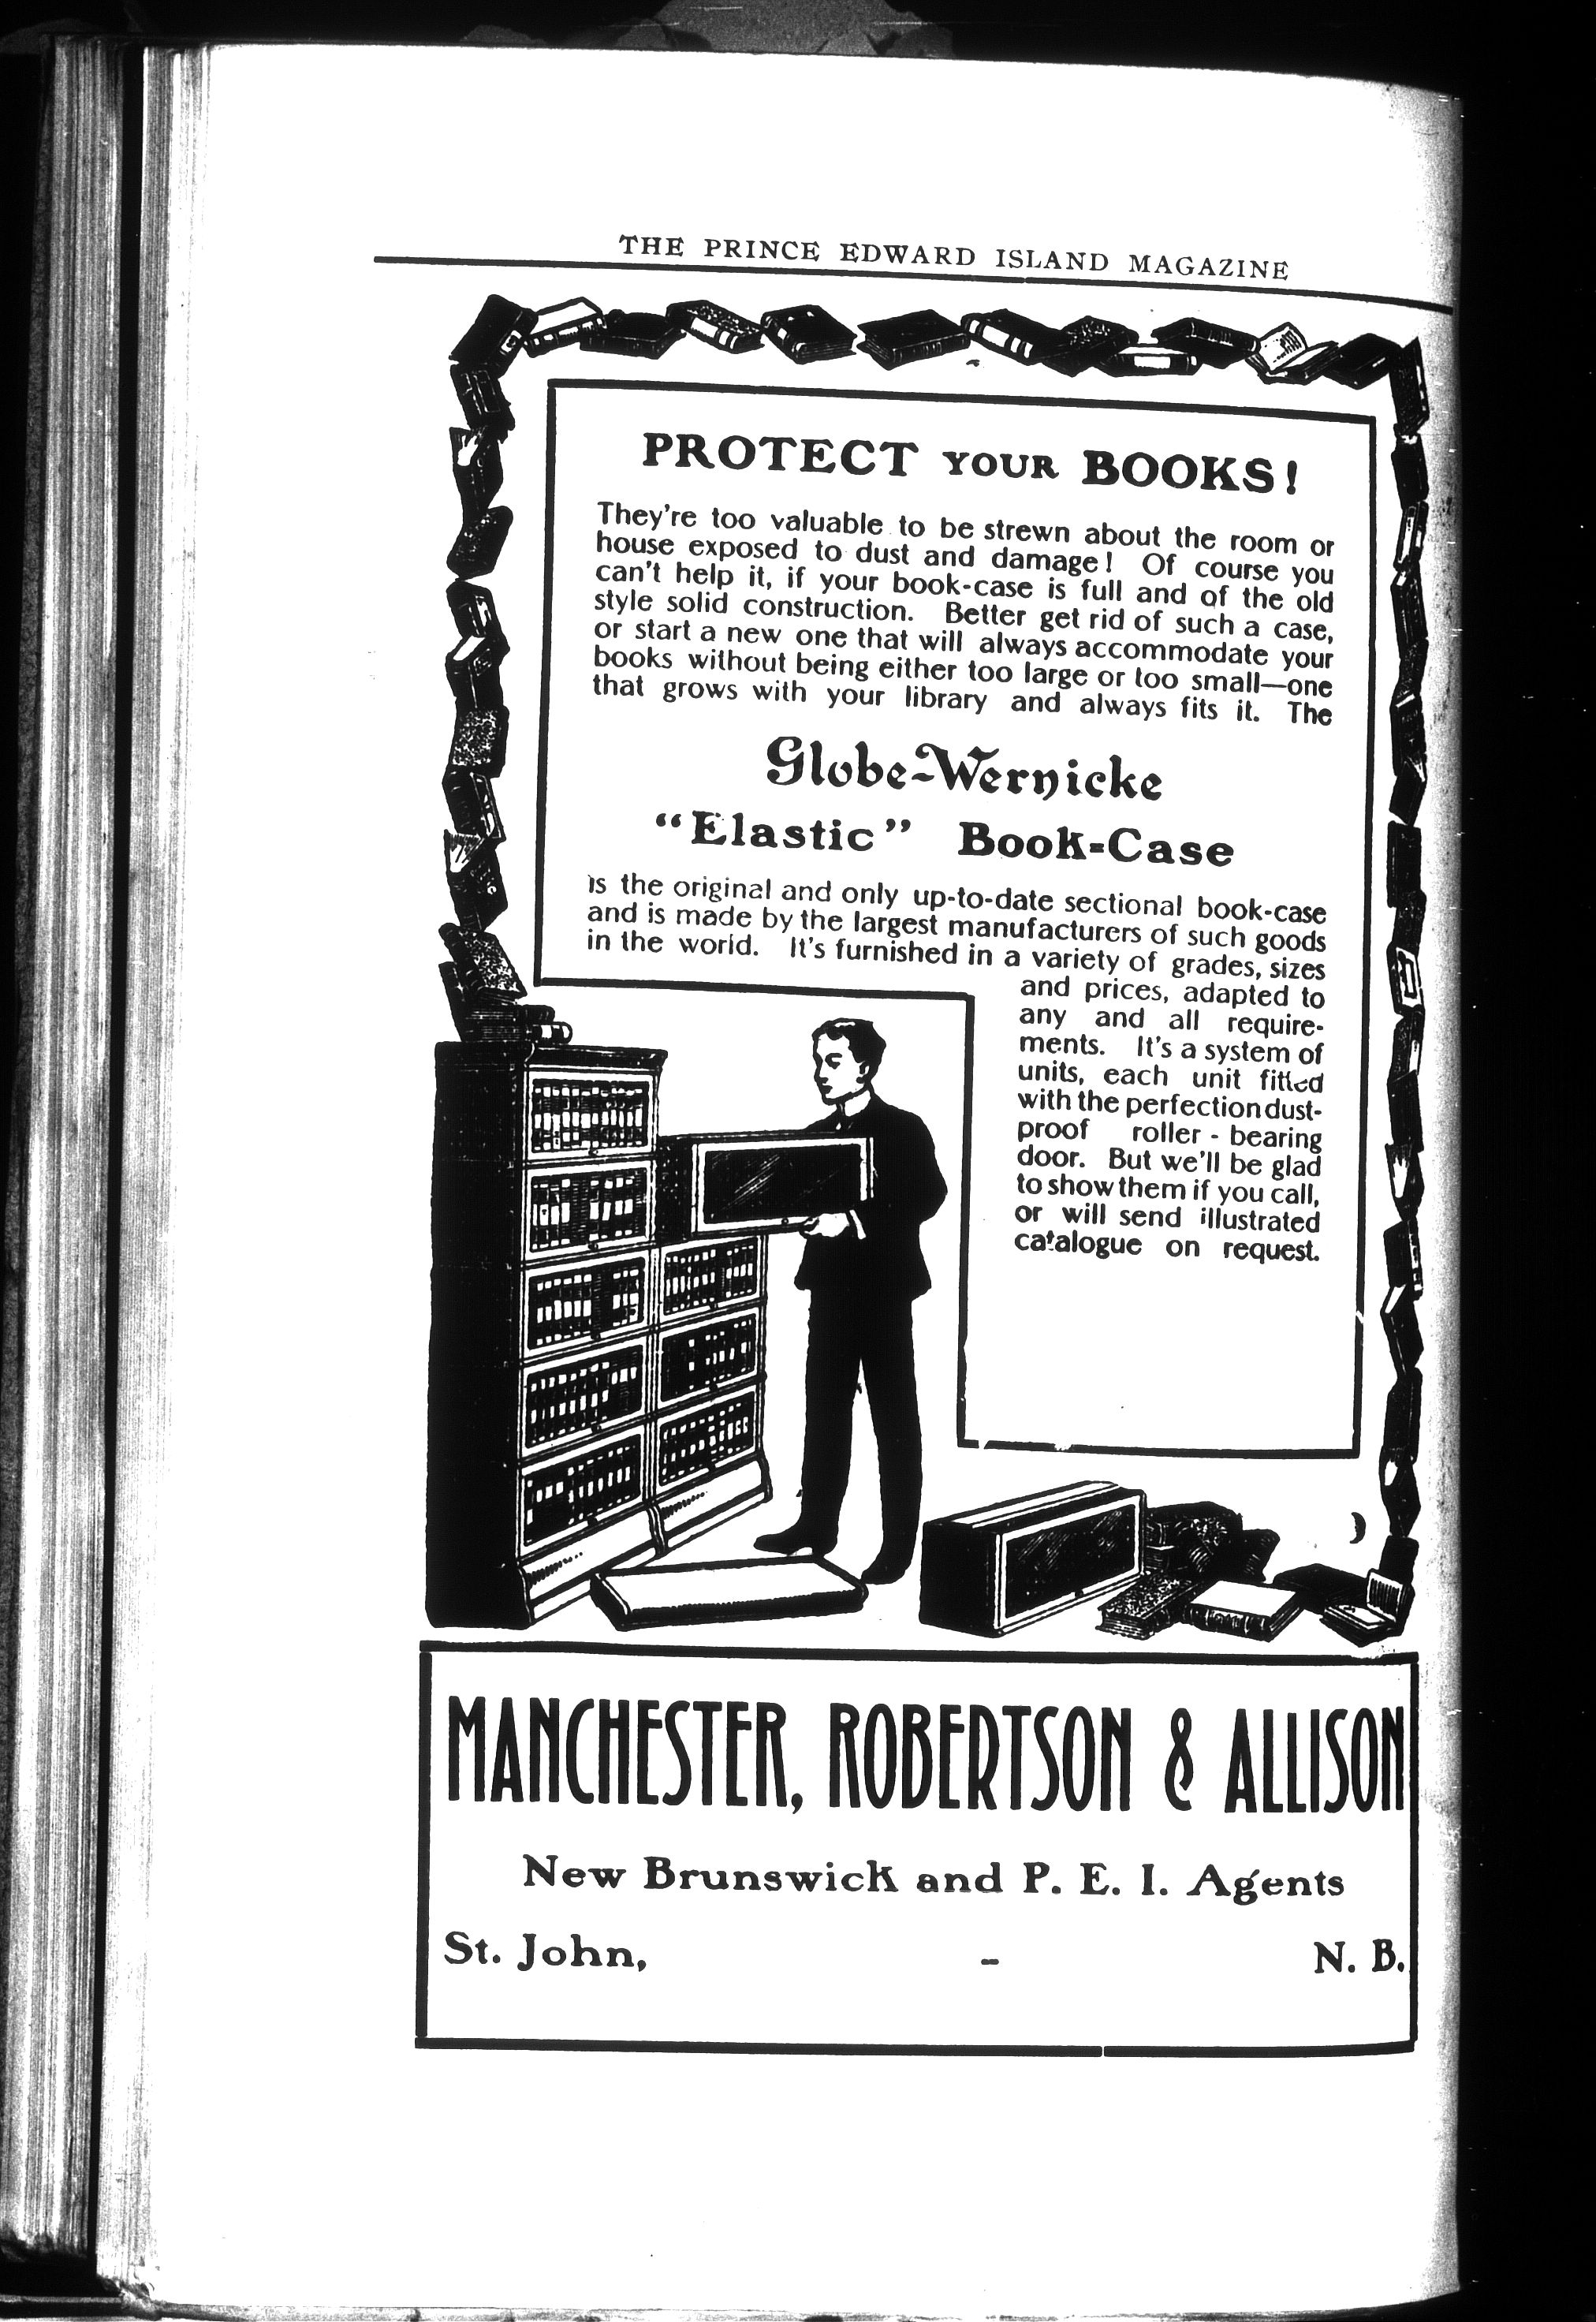 THE PRINCE EDWARD ISLAND MAGAZINE
PROTECT YOUR BOOKS!
They're too valuable to be strewn about the room or
house exposed to dust and damage! Of course you
can't help it, if your book-case is full and of the old
style solid construction. Better get rid of such a case,
or start a new one that will always accommodate your
books without being either too large or too small—one
that grows with your library and always fits it. The
Globe-Wernicke
"Elastic" Book-Case
is the original and only up-to-date sectional book-case
and is made by the largest manufacturers of such goods
in the world. It's furnished in a variety of grades, sizes
and prices, adapted to
any and all require-
ments. It's a system of
units, each unit fitted
with the perfection dust-
proof roller - bearing
door. But we'll be glad
to show them if you call,
or will send illustrated
catalogue on request.
MANCHESTER, ROBERTSON & ALLISON
New Brunswick and P. E. I. Agents
St. John, - N. B.